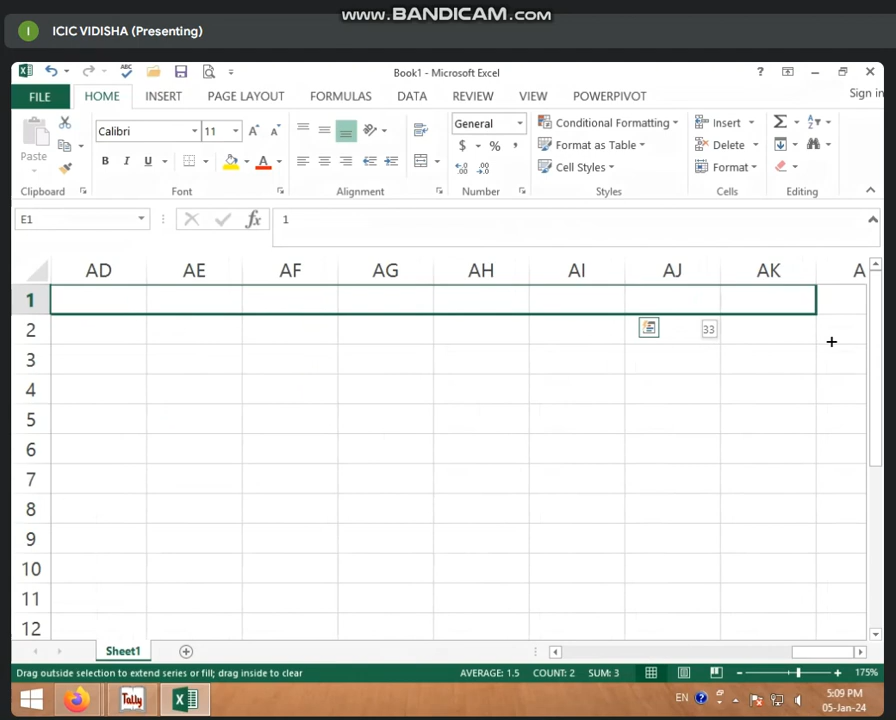 www.BANDICAM.com
I ICIC VIDISHA (Presenting)
Book1 - Microsoft Excel
FILE HOME INSERT PAGE LAYOUT FORMULAS DATA REVIEW VIEW POWERPIVOT Sign in
Calibri 11 General Conditional Formatting Insert
Paste B I U A $ % , Format as Table Delete
Cell Styles Format
Clipboard Font Alignment Number Styles Cells Editing
E1 fx 1
AD AE AF AG AH AI AJ AK A
1
2 33
3
4
5
6
7
8
9
10
11
12
Sheet1
Drag outside selection to extend series or fill; drag inside to clear AVERAGE: 1.5 COUNT: 2 SUM: 3 175%
Tally EN 5:09 PM
05-Jan-24